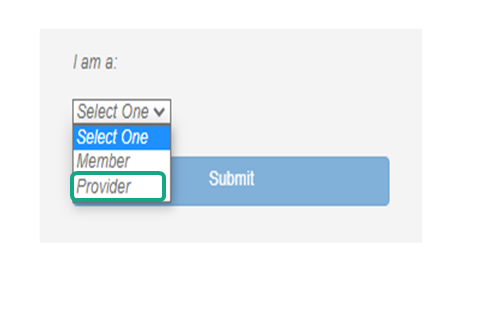 I am a:
Select One
Select One
Member
Provider
Submit